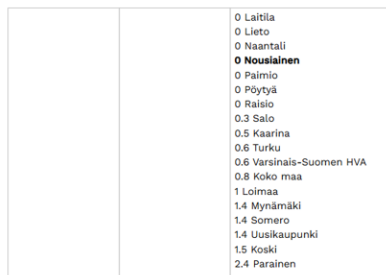 0 Laitila
0 Lieto
0 Naantali
0 Nousiainen
0 Paimio
0 Pöytyä
0 Raisio
0.3 Salo
0.5 Kaarina
0.6 Turku
0.6 Varsinais-Suomen HVA
0.8 Koko maa
1 Loimaa
1.4 Mynämäki
1.4 Somero
1.4 Uusikaupunki
1.5 Koski
2.4 Parainen